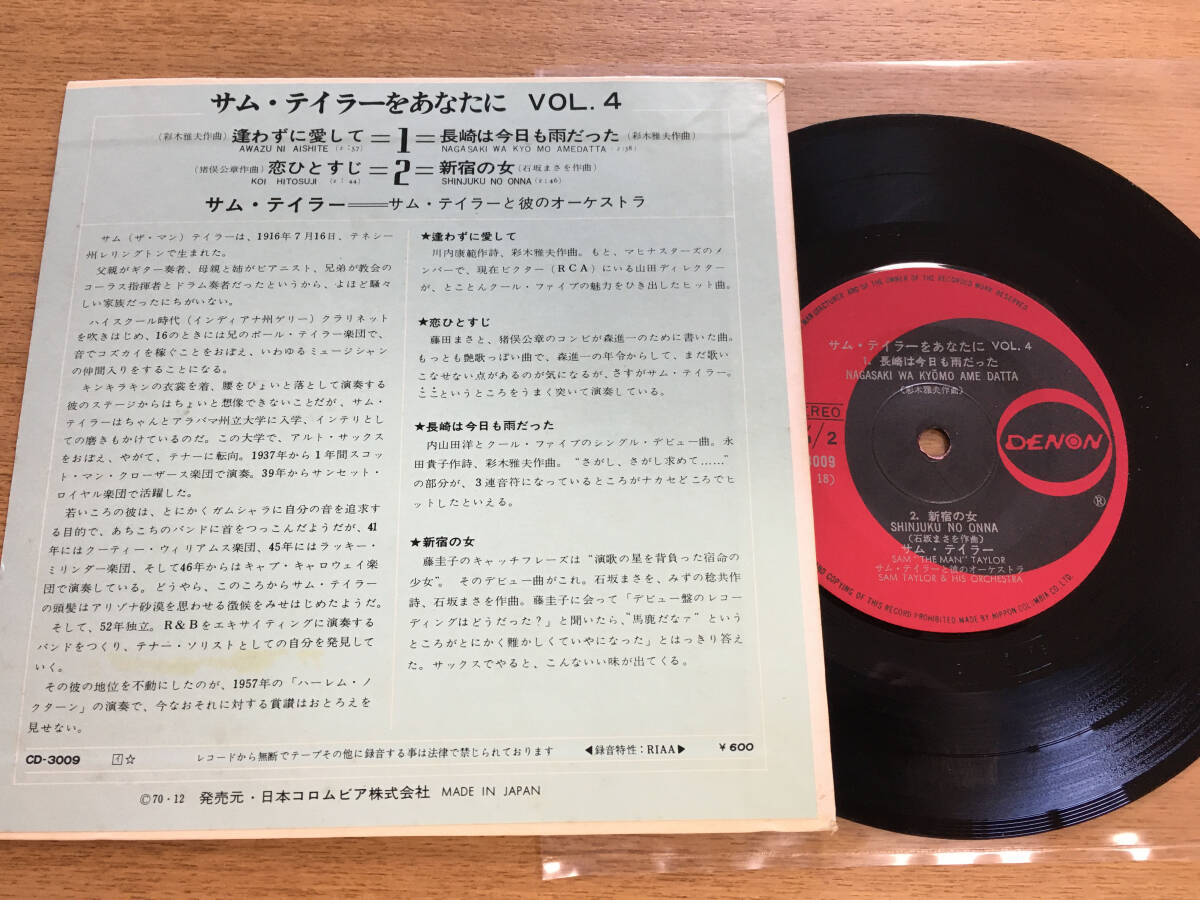 サム・テイラーをあなたに VOL. 4
(彩木雅夫作曲) 逢わずに愛して =1= 長崎は今日も雨だった (彩木雅夫作曲)
AWAZU NI AISHITE (2:57) NAGASAKI WA KYO MO AMEDATTA (2:58)
(猪俣公章作曲) 恋ひとすじ =2= 新宿の女 (石坂まさを作曲)
KOI HITOSUJI (2:44) SHINJUKU NO ONNA (2:46)
サム・テイラー══サム・テイラーと彼のオーケストラ
サム(ザ・マン)テイラーは、1916年7月16日、テネシー
州レリングトンで生まれた。
父親がギター奏者、母親と姉がピアニスト、兄弟が教会の
コーラス指揮者とドラム奏者だったというから、よほど騒々
しい家族だったにちがいない。
ハイスクール時代(インディアナ州ゲリー)クラリネット
を吹きはじめ、16のときには兄のポール・テイラー楽団で、
音でコズカイを稼ぐことをおぼえ、いわゆるミュージシャン
の仲間入りをすることになる。
キンキラキンの衣裳を着、腰をひょいと落として演奏する
彼のステージからはちょいと想像できないことだが、サム・
テイラーはちゃんとアラバマ州立大学に入学、インテリとし
ての磨きもかけているのだ。この大学で、アルト・サックス
をおぼえ、やがて、テナーに転向。1937年から1年間スコッ
ト・マン・クローザース楽団で演奏。39年からサンセット・
ロイヤル楽団で活躍した。
若いころの彼は、とにかくガムシャラに自分の音を追求す
る目的で、あちこちのバンドに首をつっこんだようだが、41
年にはクーティー・ウィリアムス楽団、45年にはラッキー・
ミリンダー楽団、そして46年からはキャブ・キャロウェイ楽
団で演奏している。どうやら、このころからサム・テイラー
の頭髪はアリゾナ砂漠を思わせる徴候をみせはじめたようだ。
そして、52年独立。R&Bをエキサイティングに演奏する
バンドをつくり、テナー・ソリストとしての自分を発見して
いく。
その彼の地位を不動にしたのが、1957年の「ハーレム・ノ
クターン」の演奏で、今なおそれに対する賞讃はおとろえを
見せない。
★逢わずに愛して
川内康範作詩、彩木雅夫作曲。もと、マヒナスターズのメ
ンバーで、現在ビクター(RCA)にいる山田ディレクター
が、とことんクール・ファイブの魅力をひき出したヒット曲。
★恋ひとすじ
藤田まさと、猪俣公章のコンビが森進一のために書いた曲。
もっとも艶歌っぽい曲で、森進一の年令からして、まだ歌い
こなせない点があるのが気になるが、さすがサム・テイラー。
ここというところをうまく突いて演奏している。
★長崎は今日も雨だった
内山田洋とクール・ファイブのシングル・デビュー曲。永
田貴子作詩、彩木雅夫作曲。“さがし、さがし求めて……”
の部分が、3連音符になっているところがナカセどころでヒ
ットしたといえる。
★新宿の女
藤圭子のキャッチフレーズは“演歌の星を背負った宿命の
少女”。そのデビュー曲がこれ。石坂まさを、みずの稔共作
詩、石坂まさを作曲。藤圭子に会って「デビュー盤のレコー
ディングはどうだった?」と聞いたら、“馬鹿だなァ”という
ところがとにかく難かしくていやになった」とはっきり答え
た。サックスでやると、こんないい味が出てくる。
CD-3009 イ☆ レコードから無断でテープその他に録音する事は法律で禁じられております ◀録音特性:RIAA▶ ¥600
©70・12 発売元・日本コロムビア株式会社 MADE IN JAPAN
MANUFACTURER AND OF THE OWNER OF THE RECORDED WORK RESERVED.
サム・テイラーをあなたに VOL. 4
1. 長崎は今日も雨だった
NAGASAKI WA KYŌMO AME DATTA
(彩木雅夫作曲)
EREO
/2
009
18)
DENON
®
2. 新宿の女
SHINJUKU NO ONNA
(石坂まさを作曲)
サム・テイラー
SAM "THE MAN" TAYLOR
サム・テイラーと彼のオーケストラ
SAM TAYLOR & HIS ORCHESTRA
COPYING OF THIS RECORD PROHIBITED MADE BY NIPPON COLUMBIA CO. LTD.